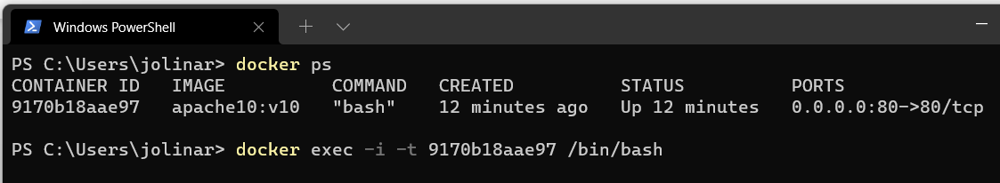 Windows PowerShell
PS C:\Users\jolinar> docker ps
CONTAINER ID   IMAGE          COMMAND   CREATED          STATUS          PORTS
9170b18aae97   apache10:v10   "bash"    12 minutes ago   Up 12 minutes   0.0.0.0:80->80/tcp
PS C:\Users\jolinar> docker exec -i -t 9170b18aae97 /bin/bash